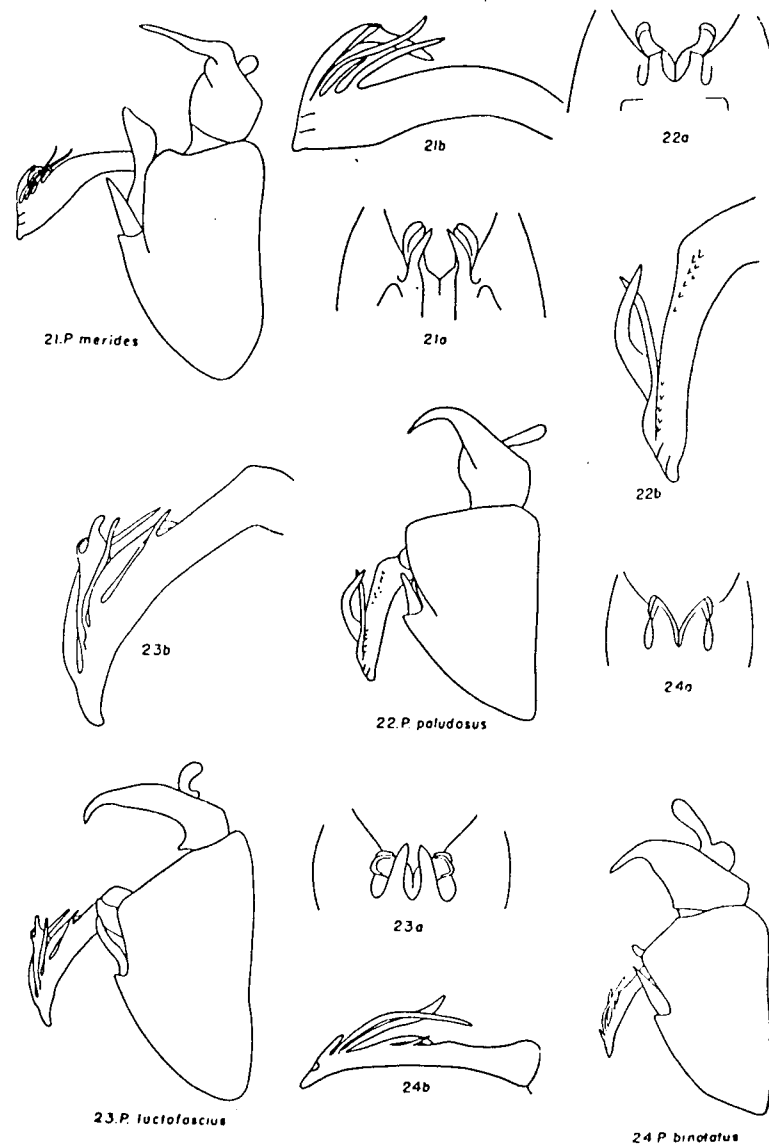 21b
22a
21.P merides
21a
22b
23b
22.P. paludosus
24a
23a
23.P. luctofascius
24b
24 P binotatus